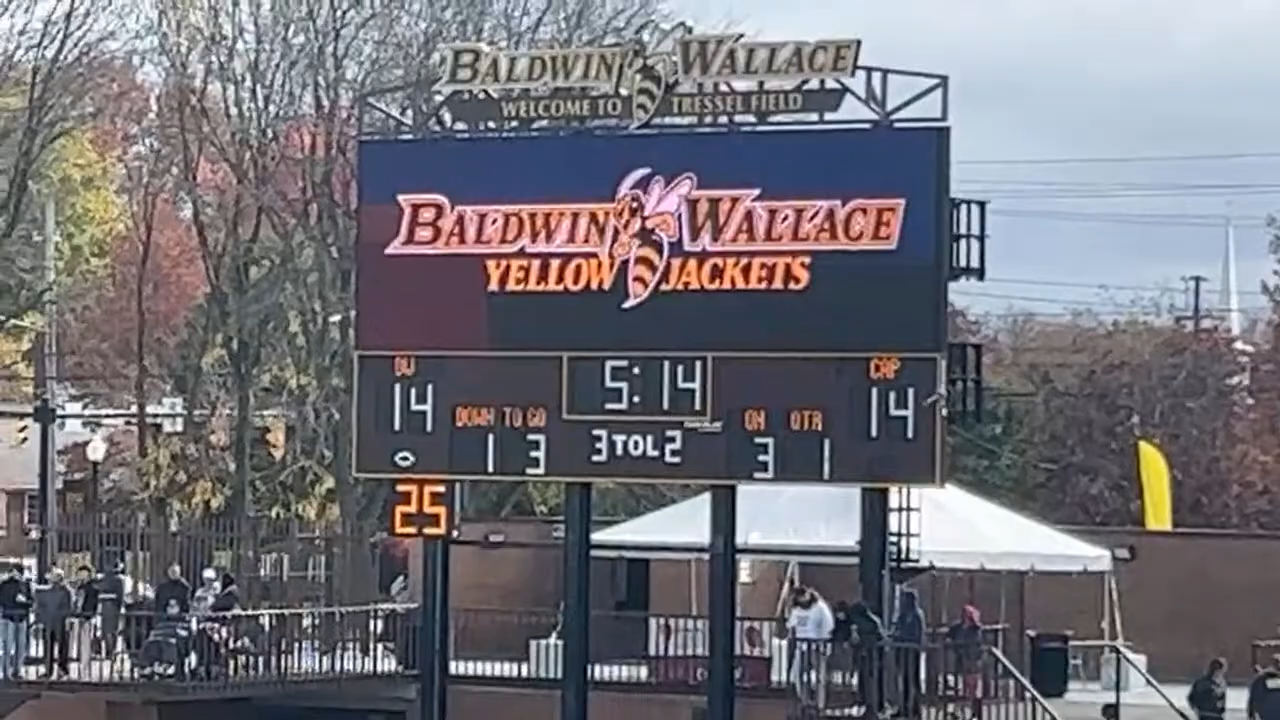 BALDWIN WALLACE
WELCOME TO TRESSEL FIELD
BALDWIN WALLACE
YELLOW JACKETS
BW 5:14 CAP
14 14
DOWN TO GO ON QTR
1 3 3 TOL 2 3 1
25